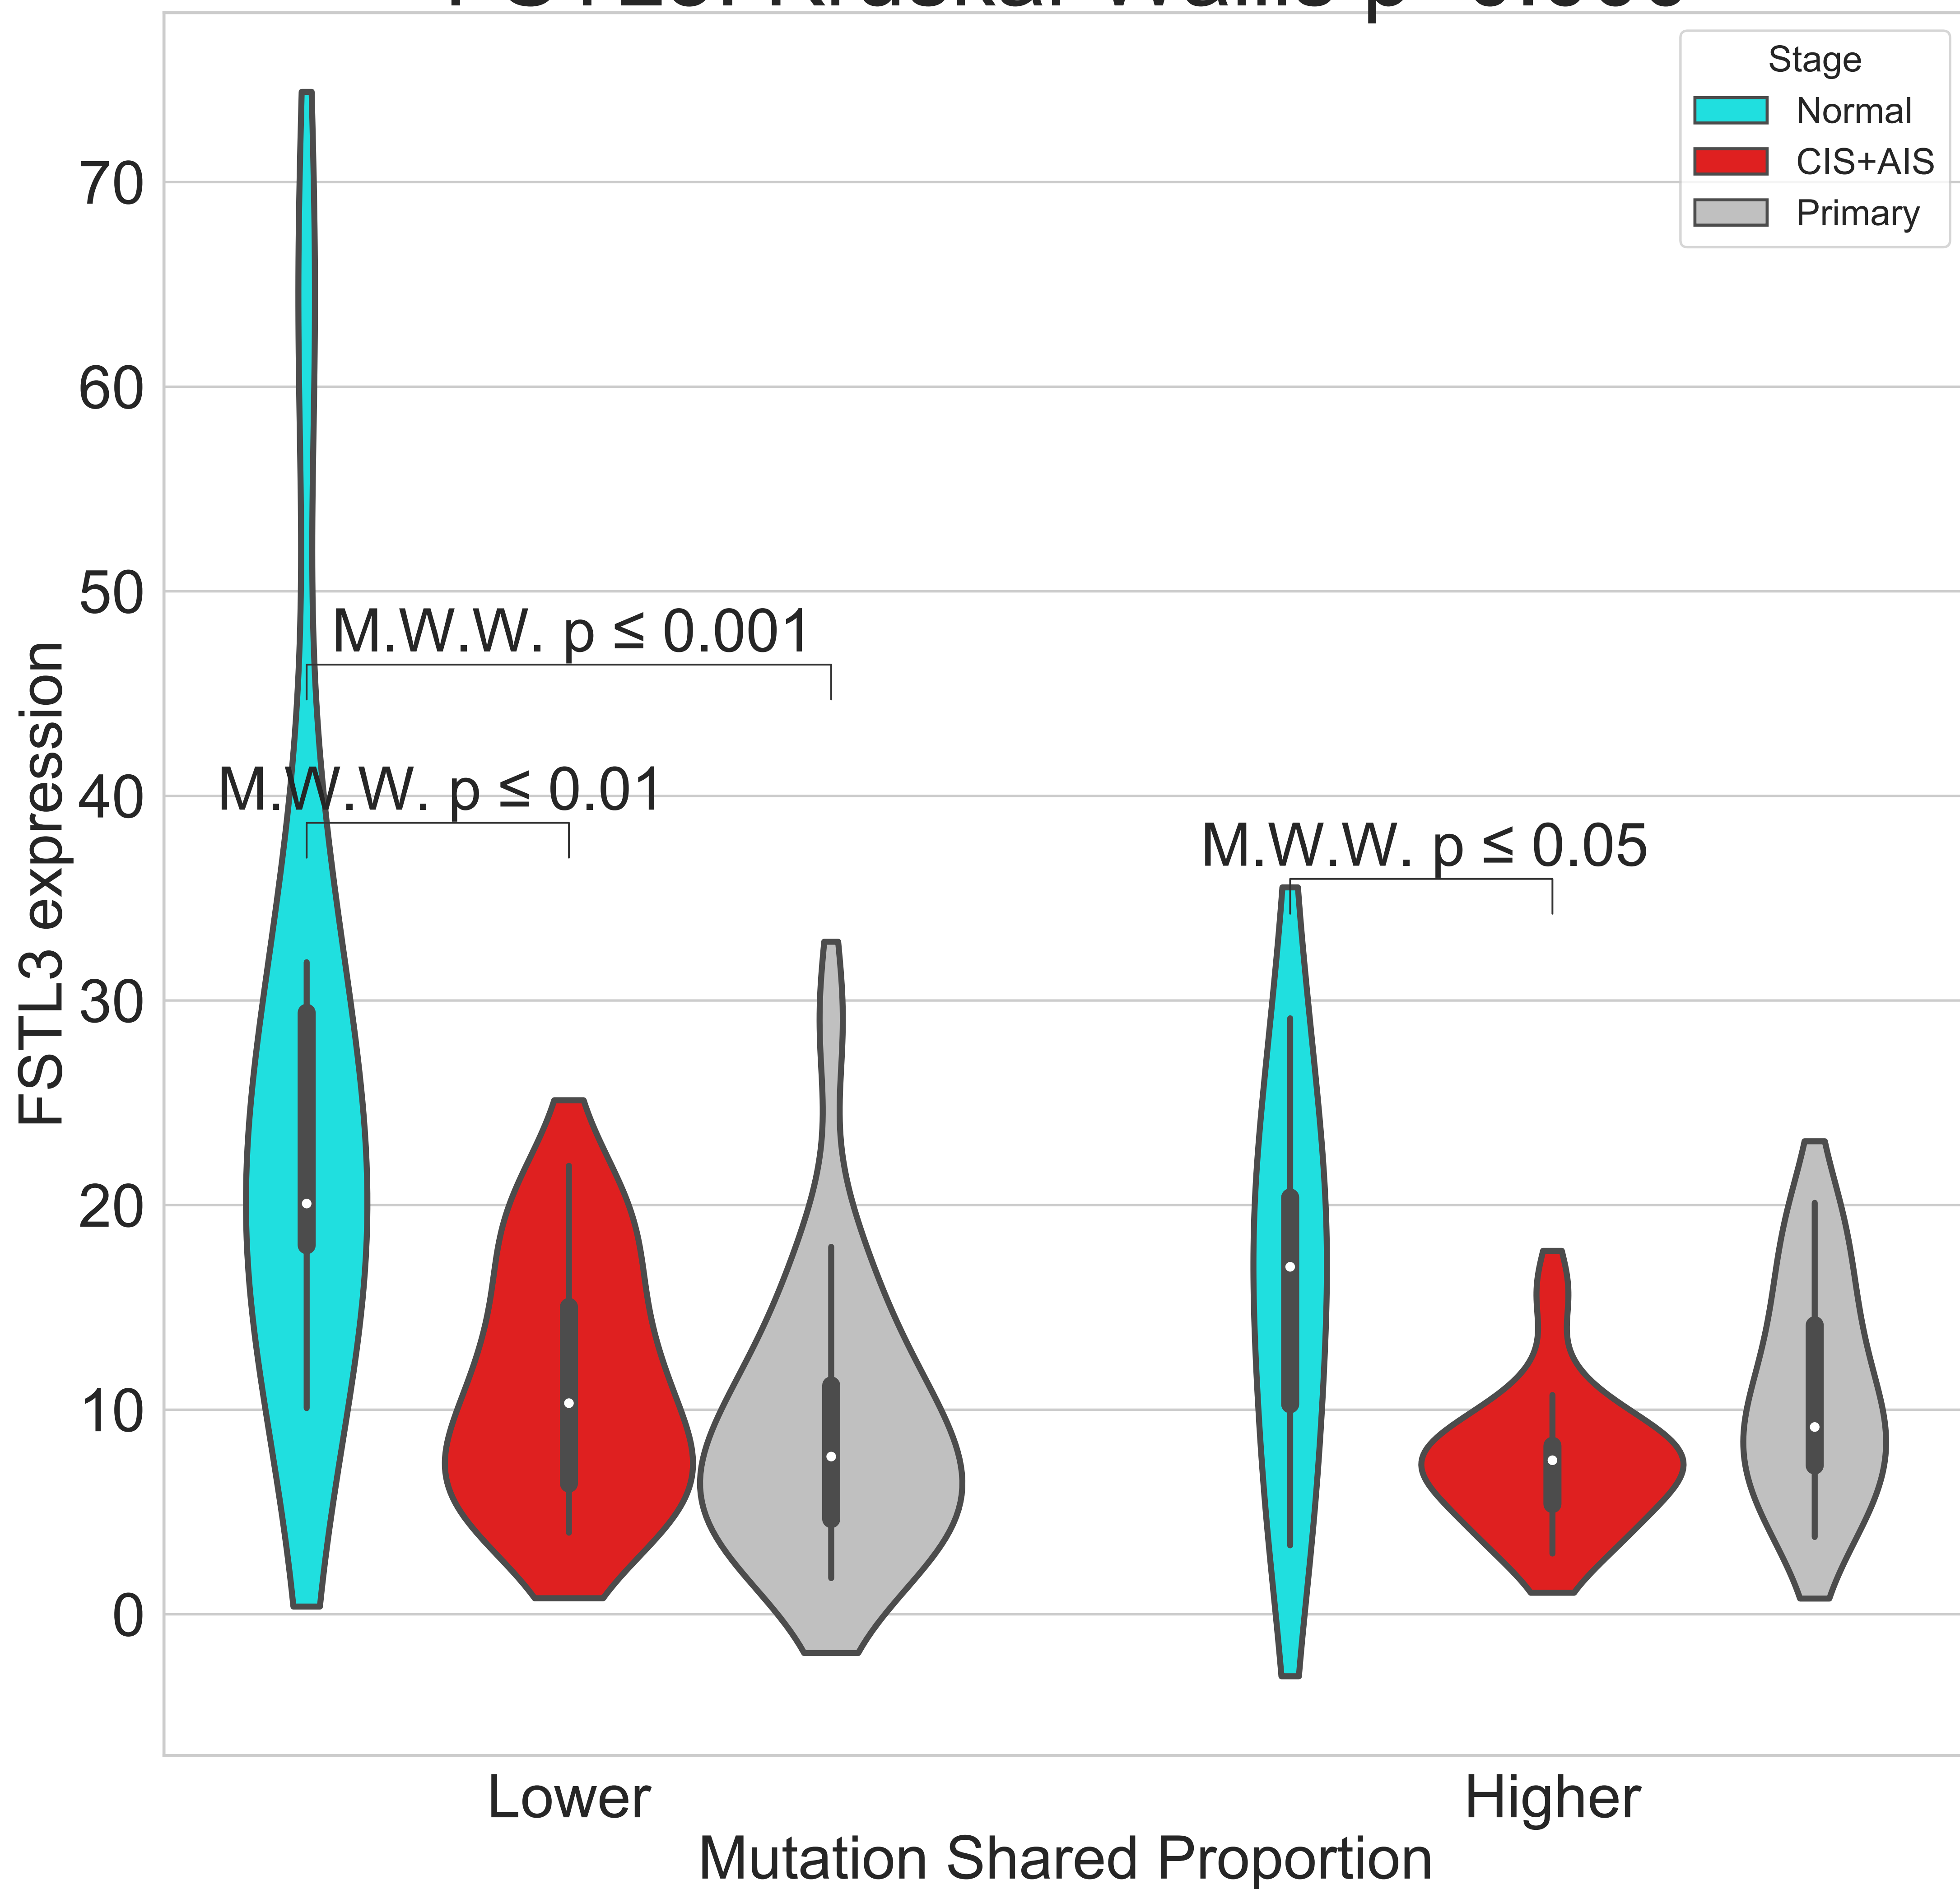 Stage
Normal
CIS+AIS
Primary
70
60
50
40
30
20
10
0
FSTL3 expression
M.W.W. p ≤ 0.001
M.W.W. p ≤ 0.01
M.W.W. p ≤ 0.05
Lower
Higher
Mutation Shared Proportion